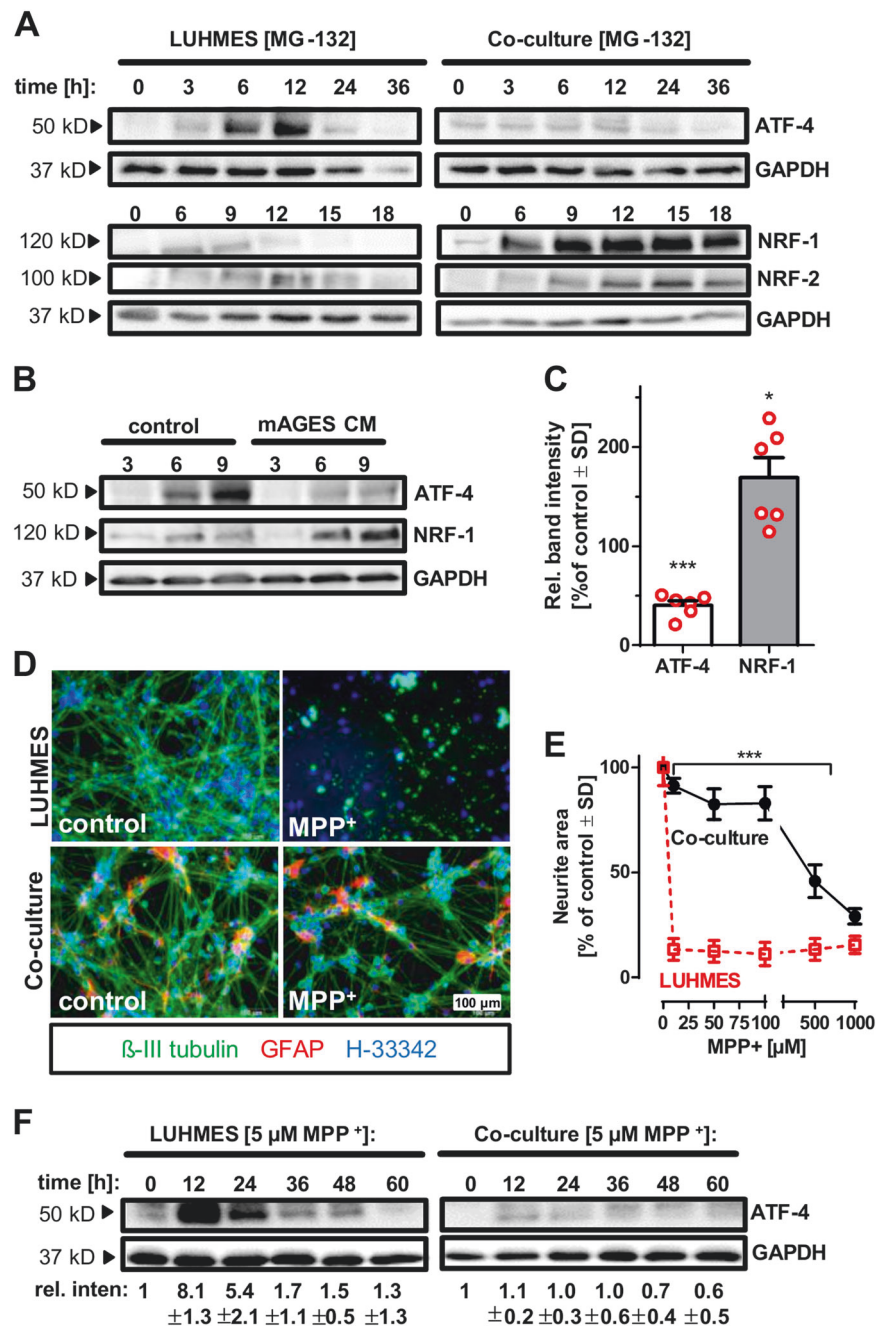 A
LUHMES [MG-132]
Co-culture [MG-132]
time [h]: 0 3 6 12 24 36 0 3 6 12 24 36
50 kD ATF-4
37 kD GAPDH
0 6 9 12 15 18 0 6 9 12 15 18
120 kD NRF-1
100 kD NRF-2
37 kD GAPDH
B
control mAGES CM
3 6 9 3 6 9
50 kD ATF-4
120 kD NRF-1
37 kD GAPDH
C
Rel. band intensity
[%of control ± SD]
200
100
0
*
***
ATF-4 NRF-1
D
LUHMES
control MPP+
Co-culture
control MPP+
100 µm
ß-III tubulin GFAP H-33342
E
Neurite area
[% of control ± SD]
100
50
0
***
Co-culture
LUHMES
0 25 50 75 100 500 1000
MPP+ [µM]
F
LUHMES [5 µM MPP +]:
Co-culture [5 µM MPP +]:
time [h]: 0 12 24 36 48 60 0 12 24 36 48 60
50 kD ATF-4
37 kD GAPDH
rel. inten: 1 8.1 5.4 1.7 1.5 1.3 1 1.1 1.0 1.0 0.7 0.6
±1.3 ±2.1 ±1.1 ±0.5 ±1.3 ±0.2 ±0.3 ±0.6 ±0.4 ±0.5